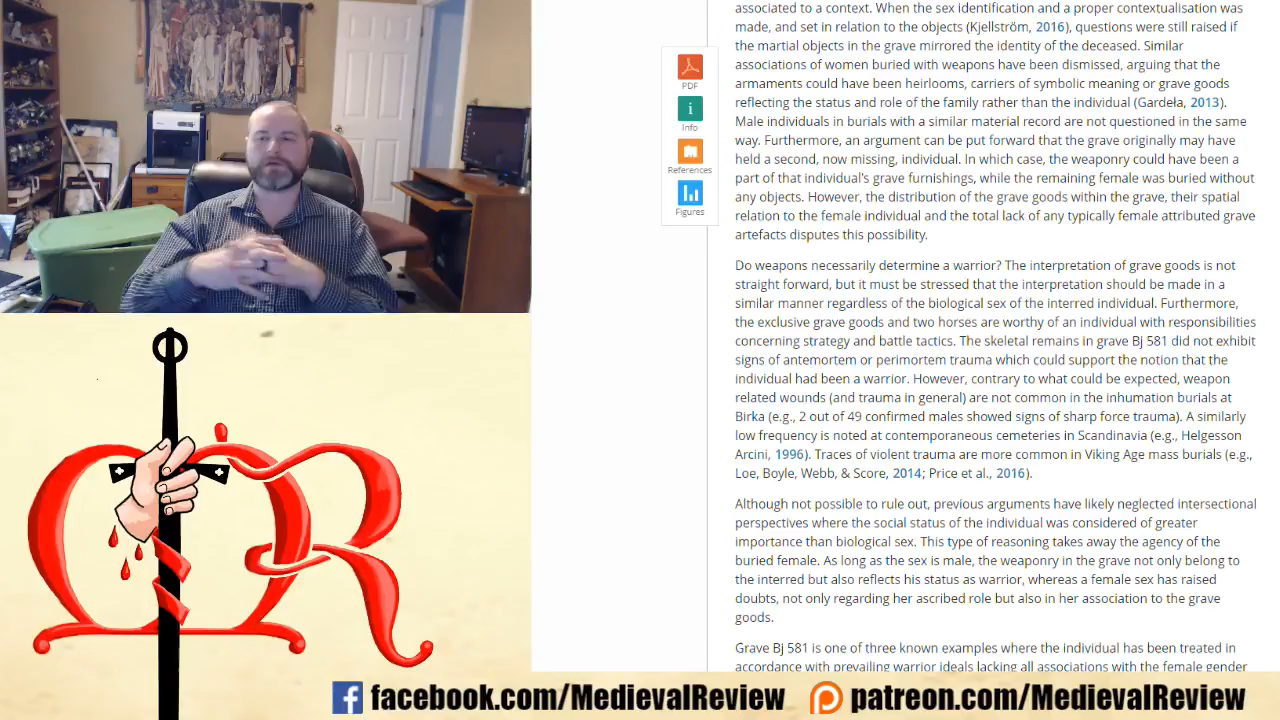 associated to a context. When the sex identification and a proper contextualisation was
made, and set in relation to the objects (Kjellström, 2016), questions were still raised if
the martial objects in the grave mirrored the identity of the deceased. Similar
associations of women buried with weapons have been dismissed, arguing that the
armaments could have been heirlooms, carriers of symbolic meaning or grave goods
reflecting the status and role of the family rather than the individual (Gardeła, 2013).
Male individuals in burials with a similar material record are not questioned in the same
way. Furthermore, an argument can be put forward that the grave originally may have
held a second, now missing, individual. In which case, the weaponry could have been a
part of that individual's grave furnishings, while the remaining female was buried without
any objects. However, the distribution of the grave goods within the grave, their spatial
relation to the female individual and the total lack of any typically female attributed grave
artefacts disputes this possibility.
Do weapons necessarily determine a warrior? The interpretation of grave goods is not
straight forward, but it must be stressed that the interpretation should be made in a
similar manner regardless of the biological sex of the interred individual. Furthermore,
the exclusive grave goods and two horses are worthy of an individual with responsibilities
concerning strategy and battle tactics. The skeletal remains in grave Bj 581 did not exhibit
signs of antemortem or perimortem trauma which could support the notion that the
individual had been a warrior. However, contrary to what could be expected, weapon
related wounds (and trauma in general) are not common in the inhumation burials at
Birka (e.g., 2 out of 49 confirmed males showed signs of sharp force trauma). A similarly
low frequency is noted at contemporaneous cemeteries in Scandinavia (e.g., Helgesson
Arcini, 1996). Traces of violent trauma are more common in Viking Age mass burials (e.g.,
Loe, Boyle, Webb, & Score, 2014; Price et al., 2016).
Although not possible to rule out, previous arguments have likely neglected intersectional
perspectives where the social status of the individual was considered of greater
importance than biological sex. This type of reasoning takes away the agency of the
buried female. As long as the sex is male, the weaponry in the grave not only belong to
the interred but also reflects his status as warrior, whereas a female sex has raised
doubts, not only regarding her ascribed role but also in her association to the grave
goods.
Grave Bj 581 is one of three known examples where the individual has been treated in
accordance with prevailing warrior ideals lacking all associations with the female gender
PDF
Info
References
Figures
MR
facebook.com/MedievalReview
patreon.com/MedievalReview